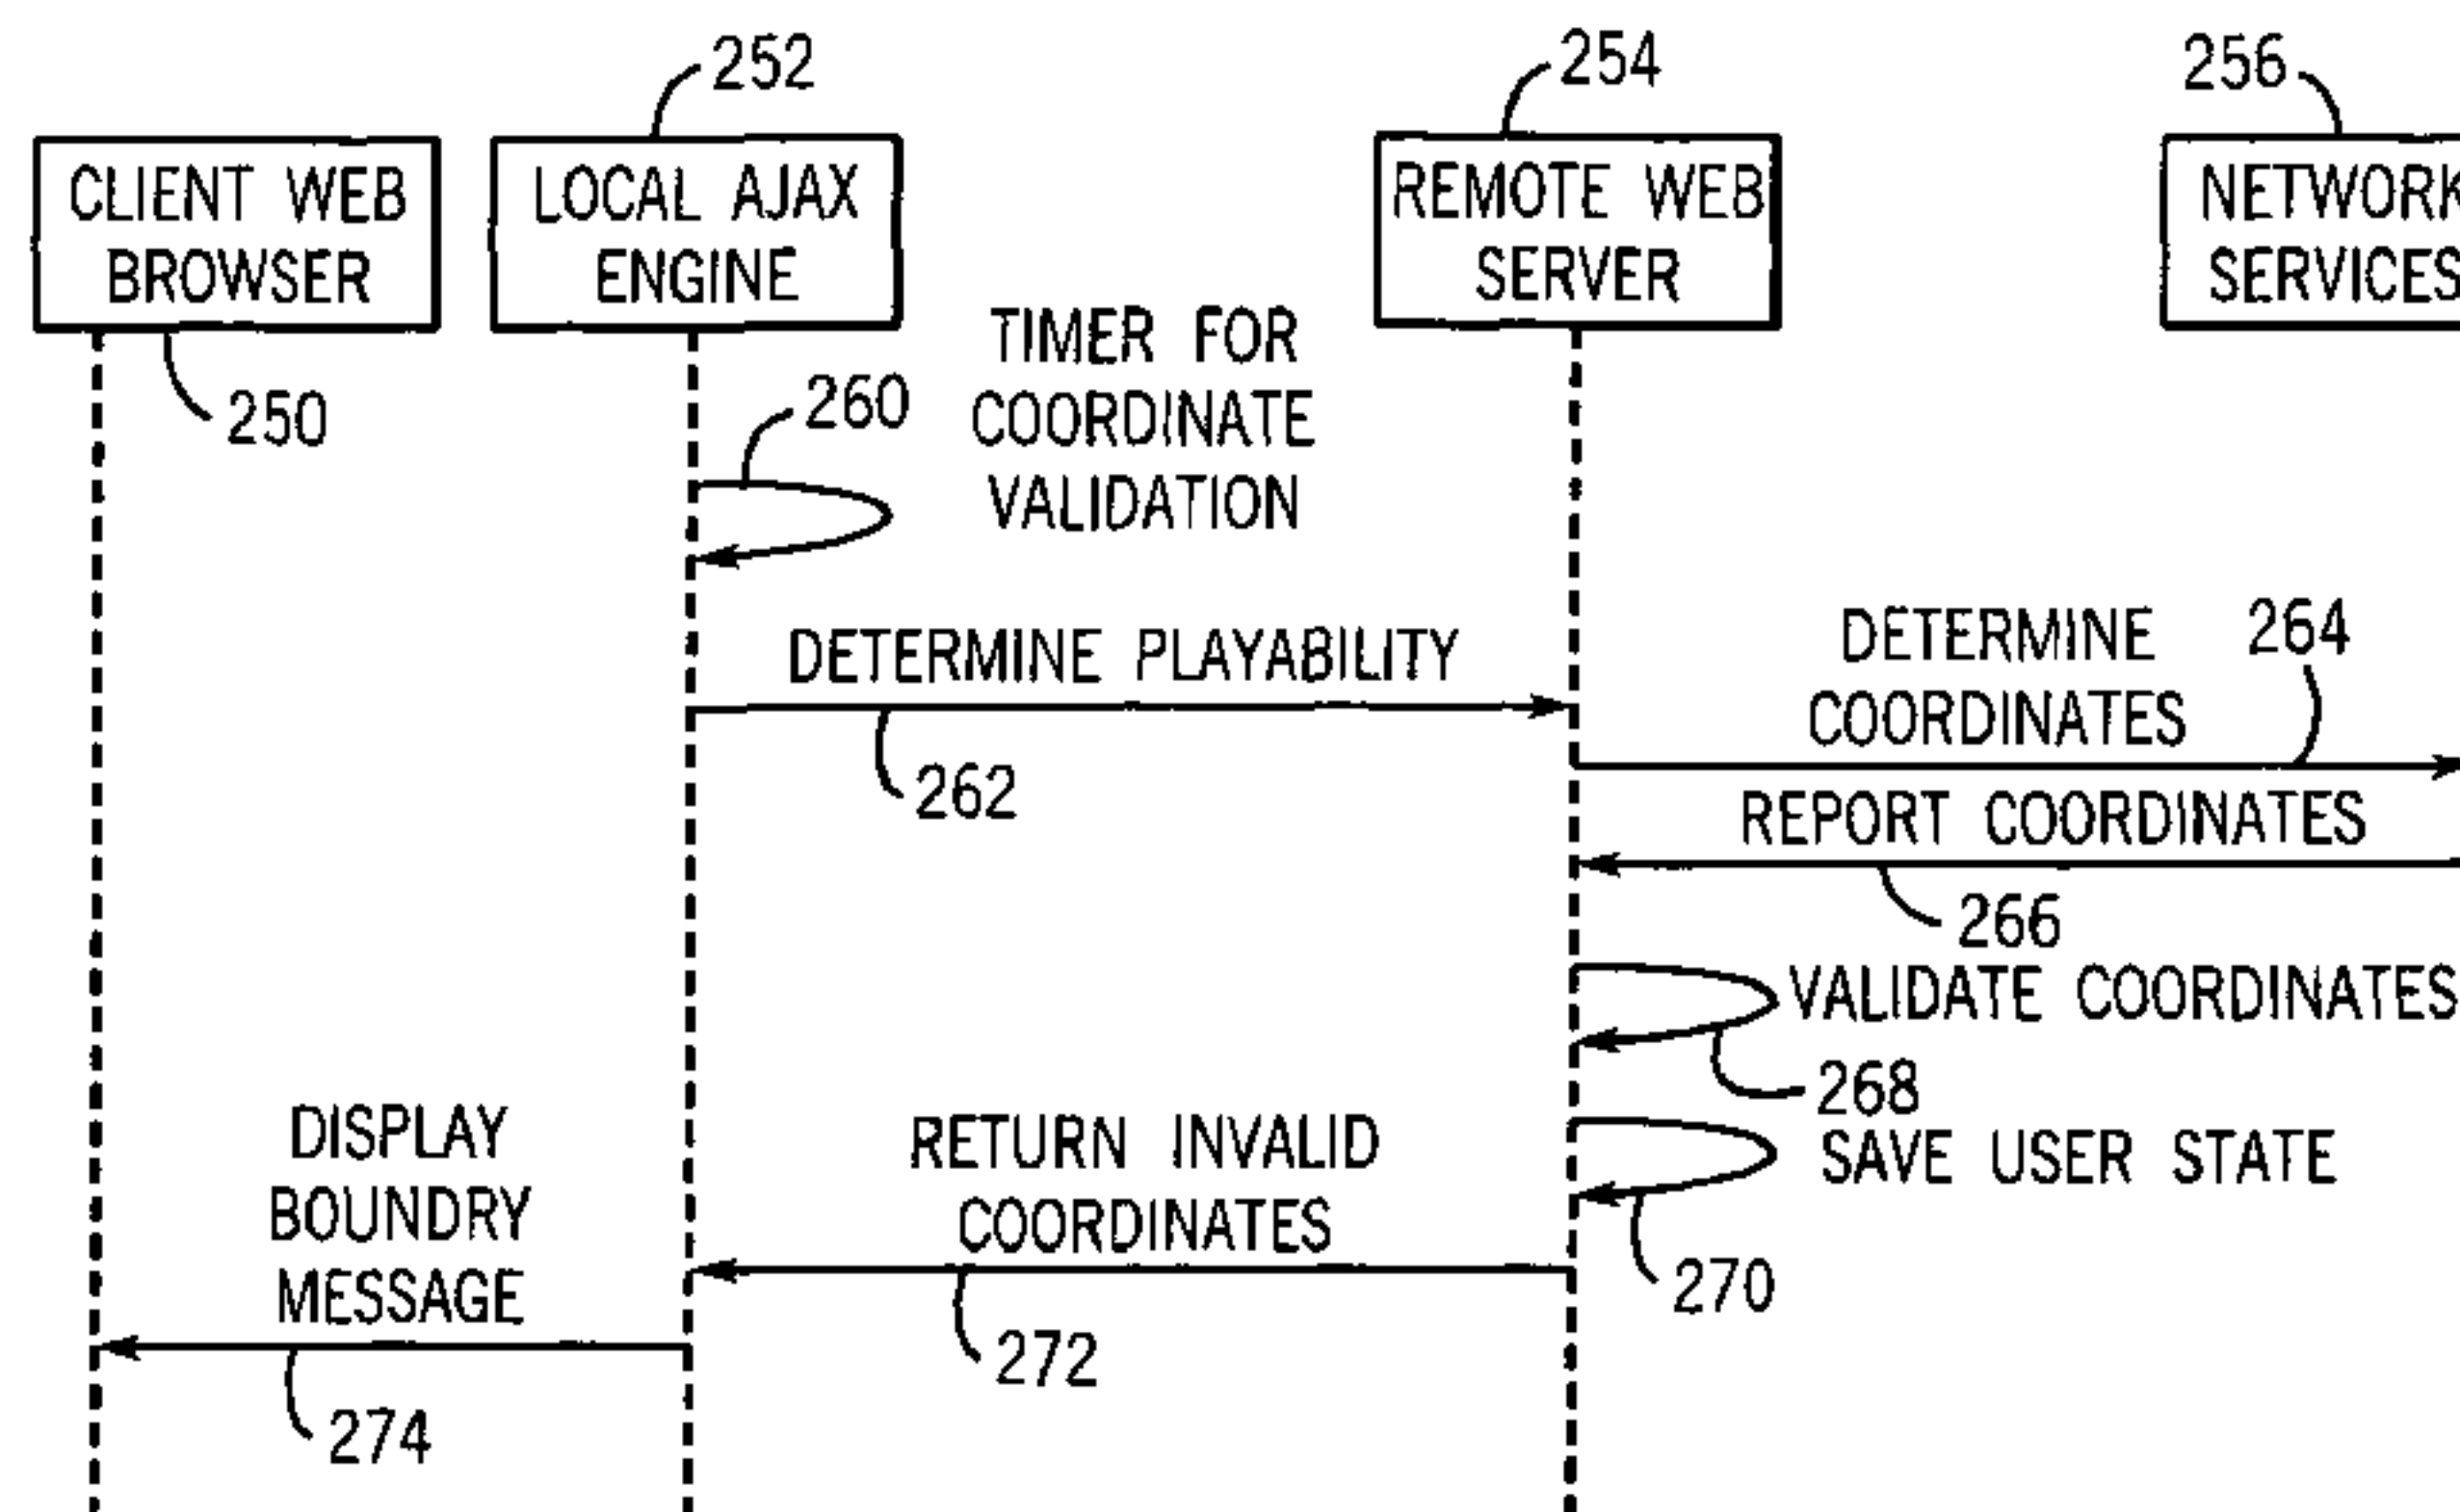 252
254
256
CLIENT WEB
BROWSER
LOCAL AJAX
ENGINE
REMOTE WEB
SERVER
NETWORK
SERVICES
250
260
TIMER FOR
COORDINATE
VALIDATION
DETERMINE PLAYABILITY
262
DETERMINE
COORDINATES
264
REPORT COORDINATES
266
VALIDATE COORDINATES
268
SAVE USER STATE
270
RETURN INVALID
COORDINATES
272
DISPLAY
BOUNDRY
MESSAGE
274